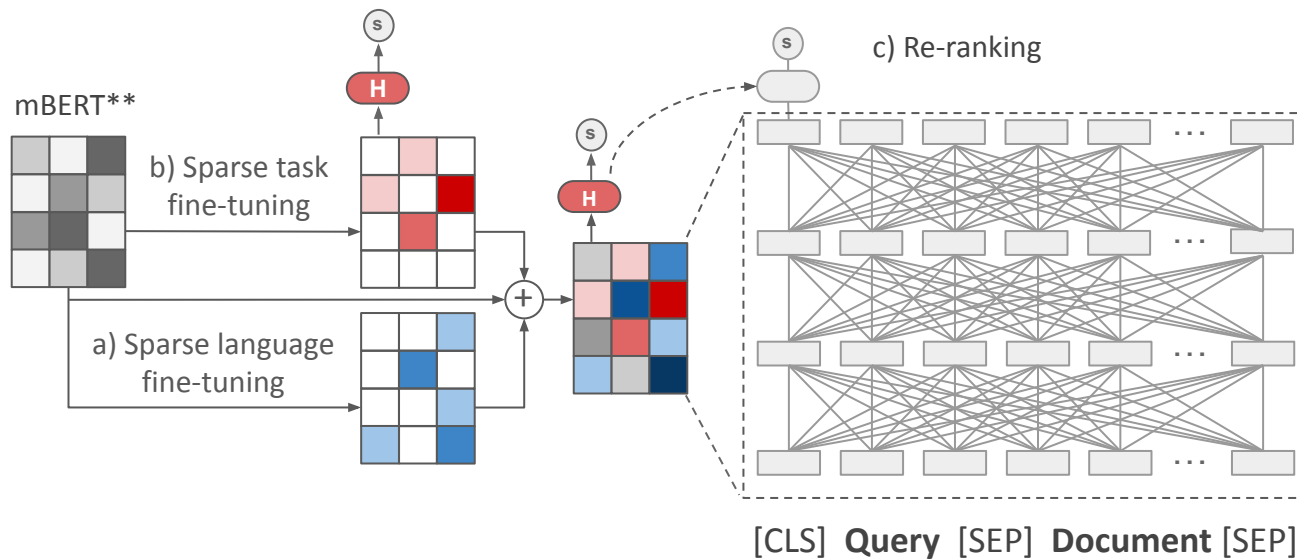 s
c) Re-ranking
H
mBERT**
s
b) Sparse task
fine-tuning
H
+
a) Sparse language
fine-tuning
s
...
...
...
...
[CLS] Query [SEP] Document [SEP]